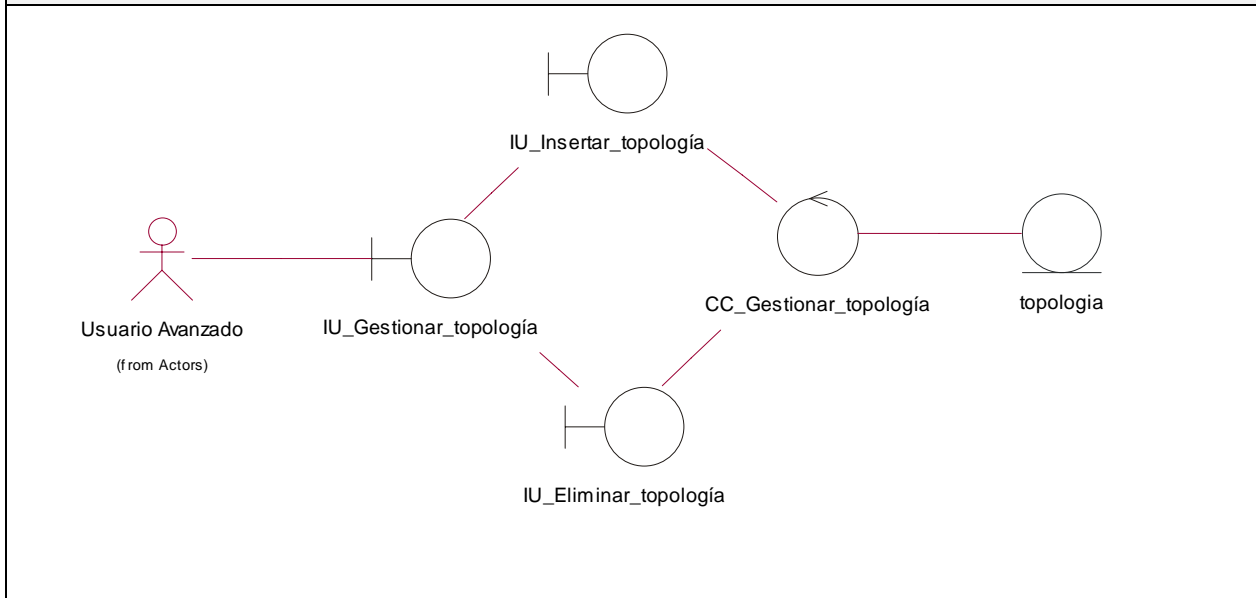 IU_Insertar_topología
Usuario Avanzado
(from Actors)
IU_Gestionar_topología
CC_Gestionar_topología
topologia
IU_Eliminar_topología